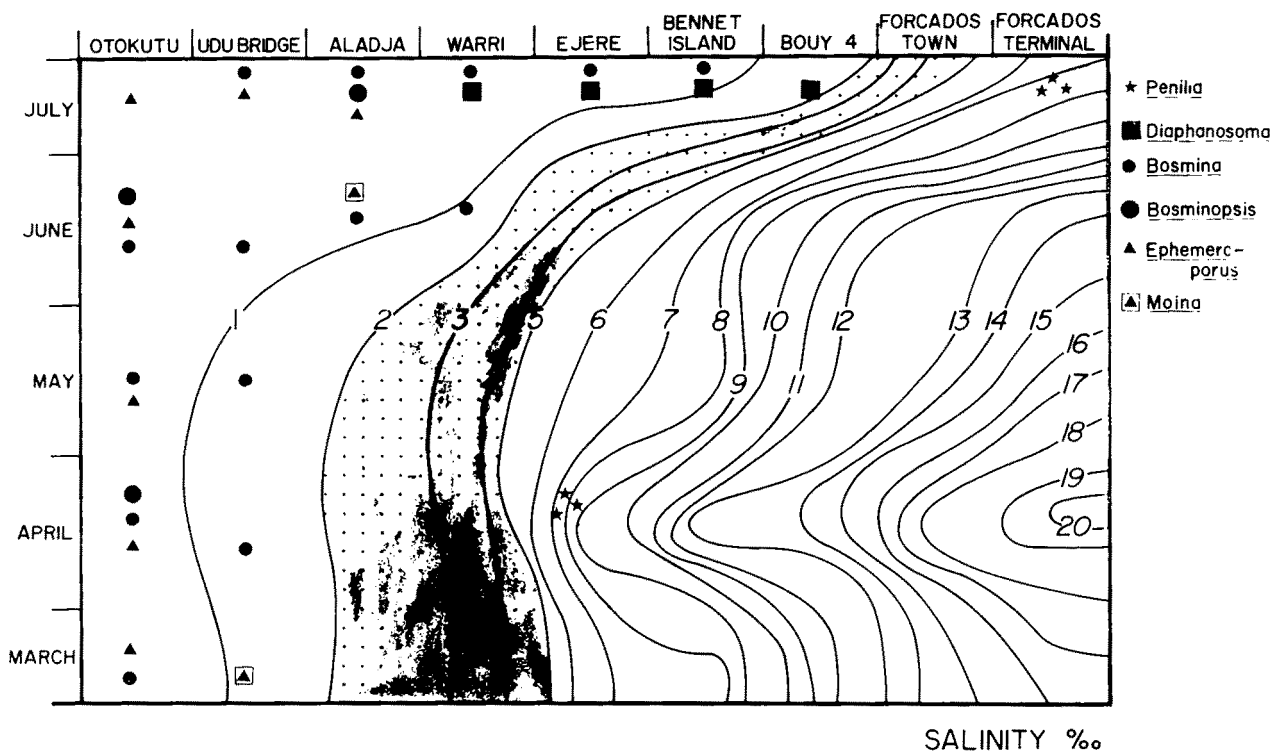 OTOKUTU UDU BRIDGE ALADJA WARRI EJERE BENNET ISLAND BOUY 4 FORCADOS TOWN FORCADOS TERMINAL
JULY
JUNE
MAY
APRIL
MARCH
1 2 3 5 6 7 8 10 12 13 14 15
16
9 11 17
18
19
20
Penilia
Diaphanosoma
Bosmina
Bosminopsis
Ephemero-
porus
Moina
SALINITY ‰